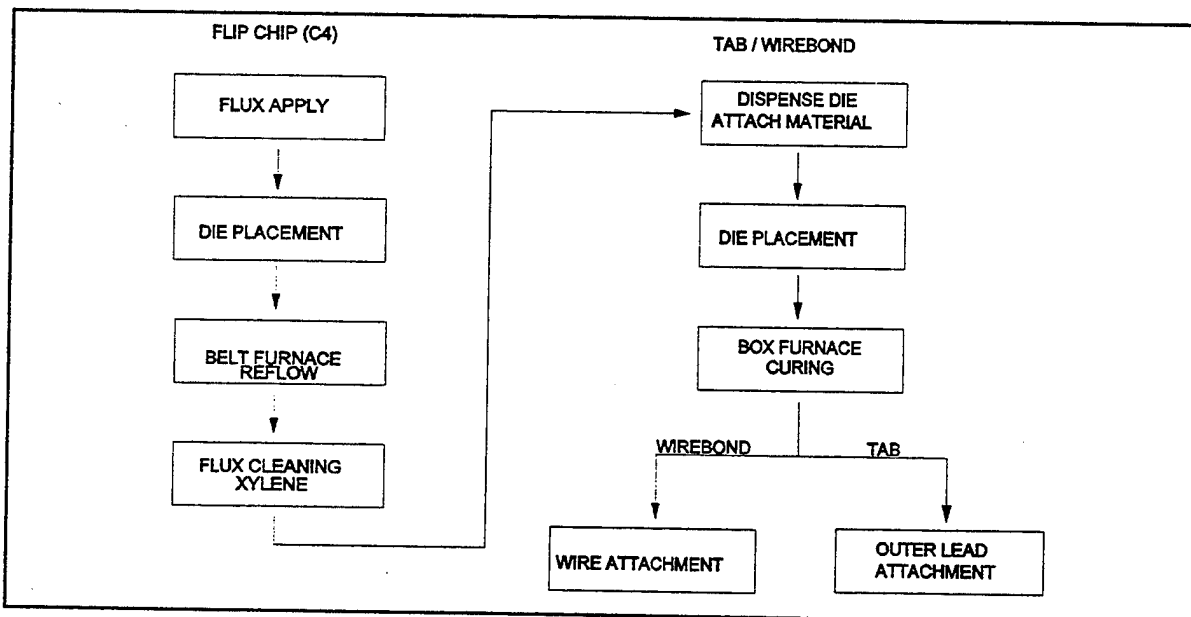 FLIP CHIP (C4)
FLUX APPLY
DIE PLACEMENT
BELT FURNACE
REFLOW
FLUX CLEANING
XYLENE
TAB / WIREBOND
DISPENSE DIE
ATTACH MATERIAL
DIE PLACEMENT
BOX FURNACE
CURING
WIREBOND
TAB
WIRE ATTACHMENT
OUTER LEAD
ATTACHMENT